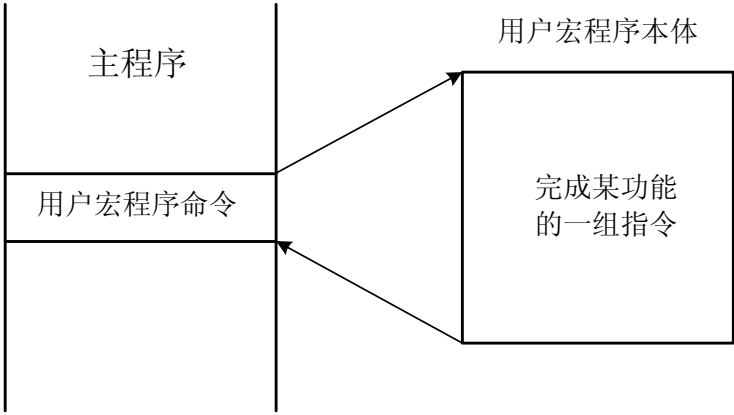 用户宏程序本体
主程序
用户宏程序命令
完成某功能
的一组指令